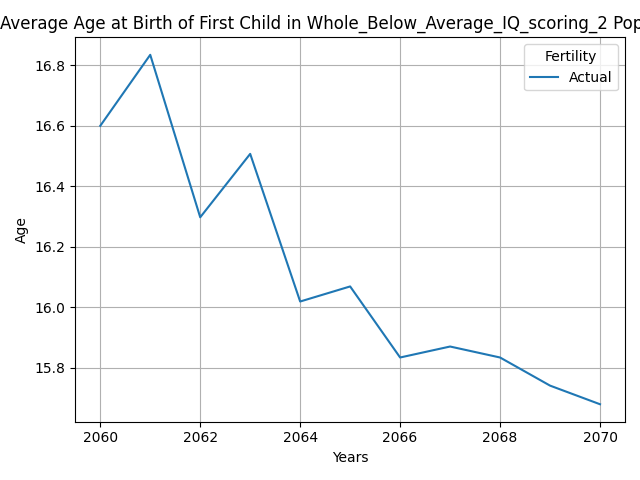 Average Age at Birth of First Child in Whole_Below_Average_IQ_scoring_2 Pop
Fertility
Actual
16.8
16.6
16.4
16.2
16.0
15.8
Age
2060 2062 2064 2066 2068 2070
Years